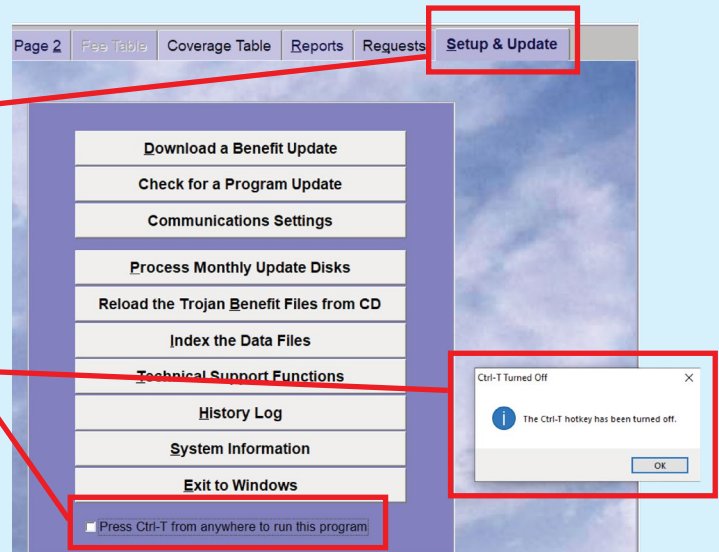 Page 2 Fee Table Coverage Table Reports Requests Setup & Update
Download a Benefit Update
Check for a Program Update
Communications Settings
Process Monthly Update Disks
Reload the Trojan Benefit Files from CD
Index the Data Files
Technical Support Functions
History Log
System Information
Exit to Windows
Press Ctrl-T from anywhere to run this program
Ctrl-T Turned Off
The Ctrl-T hotkey has been turned off.
OK